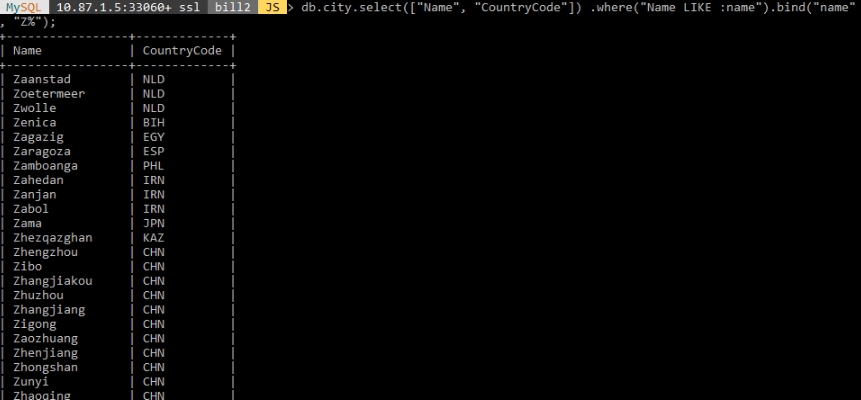 MySQL 10.87.1.5:33060+ ssl bill2 JS > db.city.select(["Name", "CountryCode"]) .where("Name LIKE :name").bind("name"
, "Z%");
+-----------------+-------------+
| Name | CountryCode |
+-----------------+-------------+
| Zaanstad | NLD |
| Zoetermeer | NLD |
| Zwolle | NLD |
| Zenica | BIH |
| Zagazig | EGY |
| Zaragoza | ESP |
| Zamboanga | PHL |
| Zahedan | IRN |
| Zanjan | IRN |
| Zabol | IRN |
| Zama | JPN |
| Zhezqazghan | KAZ |
| Zhengzhou | CHN |
| Zibo | CHN |
| Zhangjiakou | CHN |
| Zhuzhou | CHN |
| Zhangjiang | CHN |
| Zigong | CHN |
| Zaozhuang | CHN |
| Zhenjiang | CHN |
| Zhongshan | CHN |
| Zunyi | CHN |
| Zhaoqing | CHN |